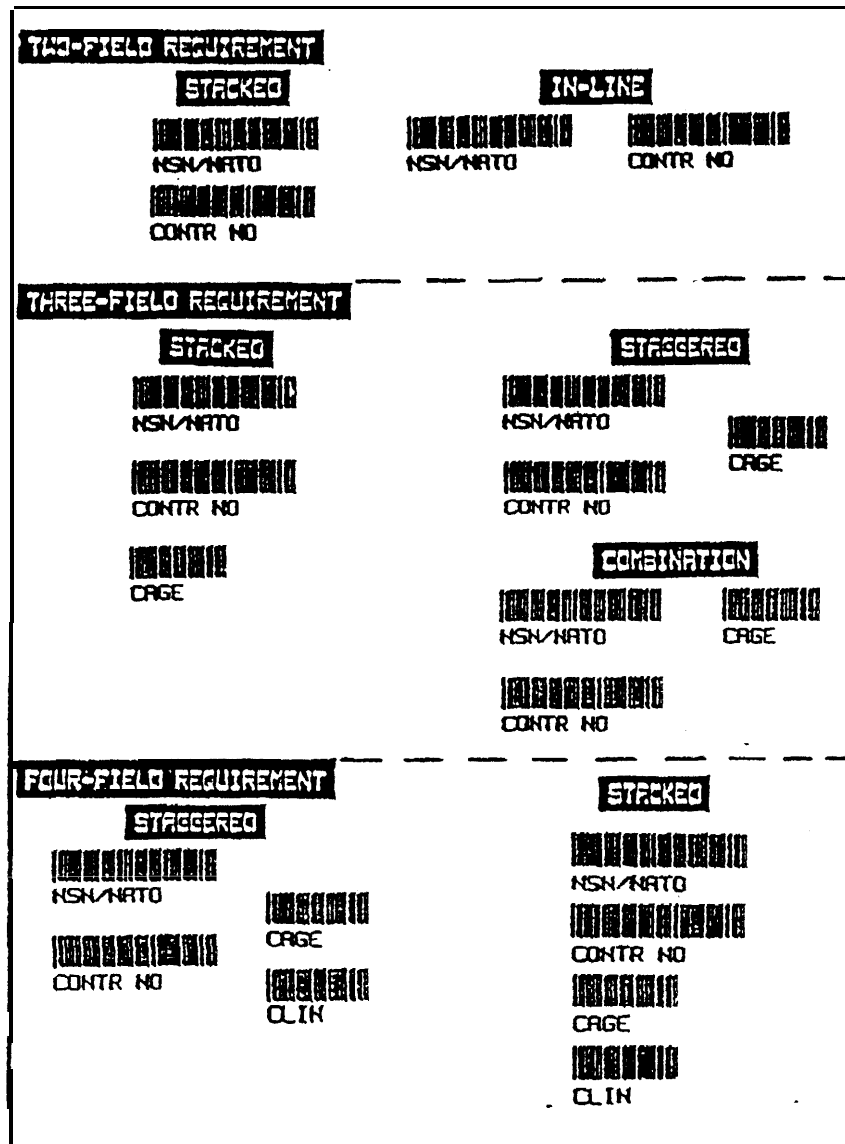 TWO-FIELD REQUIREMENT
STACKED
NSN/NATO
CONTR NO
IN-LINE
NSN/NATO
CONTR NO
THREE-FIELD REQUIREMENT
STACKED
NSN/NATO
CONTR NO
CAGE
STAGGERED
NSN/NATO
CAGE
CONTR NO
COMBINATION
NSN/NATO
CAGE
CONTR NO
FOUR-FIELD REQUIREMENT
STAGGERED
NSN/NATO
CAGE
CONTR NO
CLIN
STACKED
NSN/NATO
CONTR NO
CAGE
CLIN